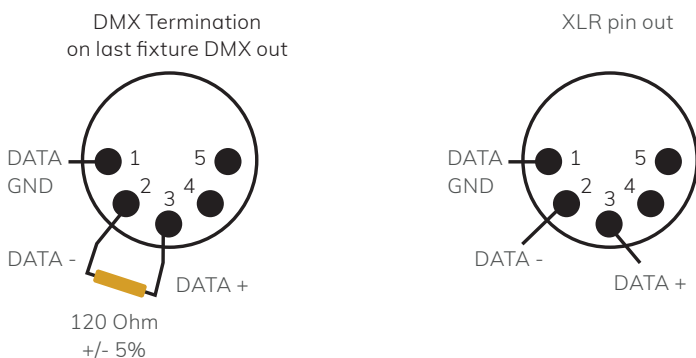 DMX Termination
on last fixture DMX out
DATA
GND
1
2
3
4
5
DATA -
DATA +
120 Ohm
+/- 5%
XLR pin out
DATA
GND
1
2
3
4
5
DATA -
DATA +